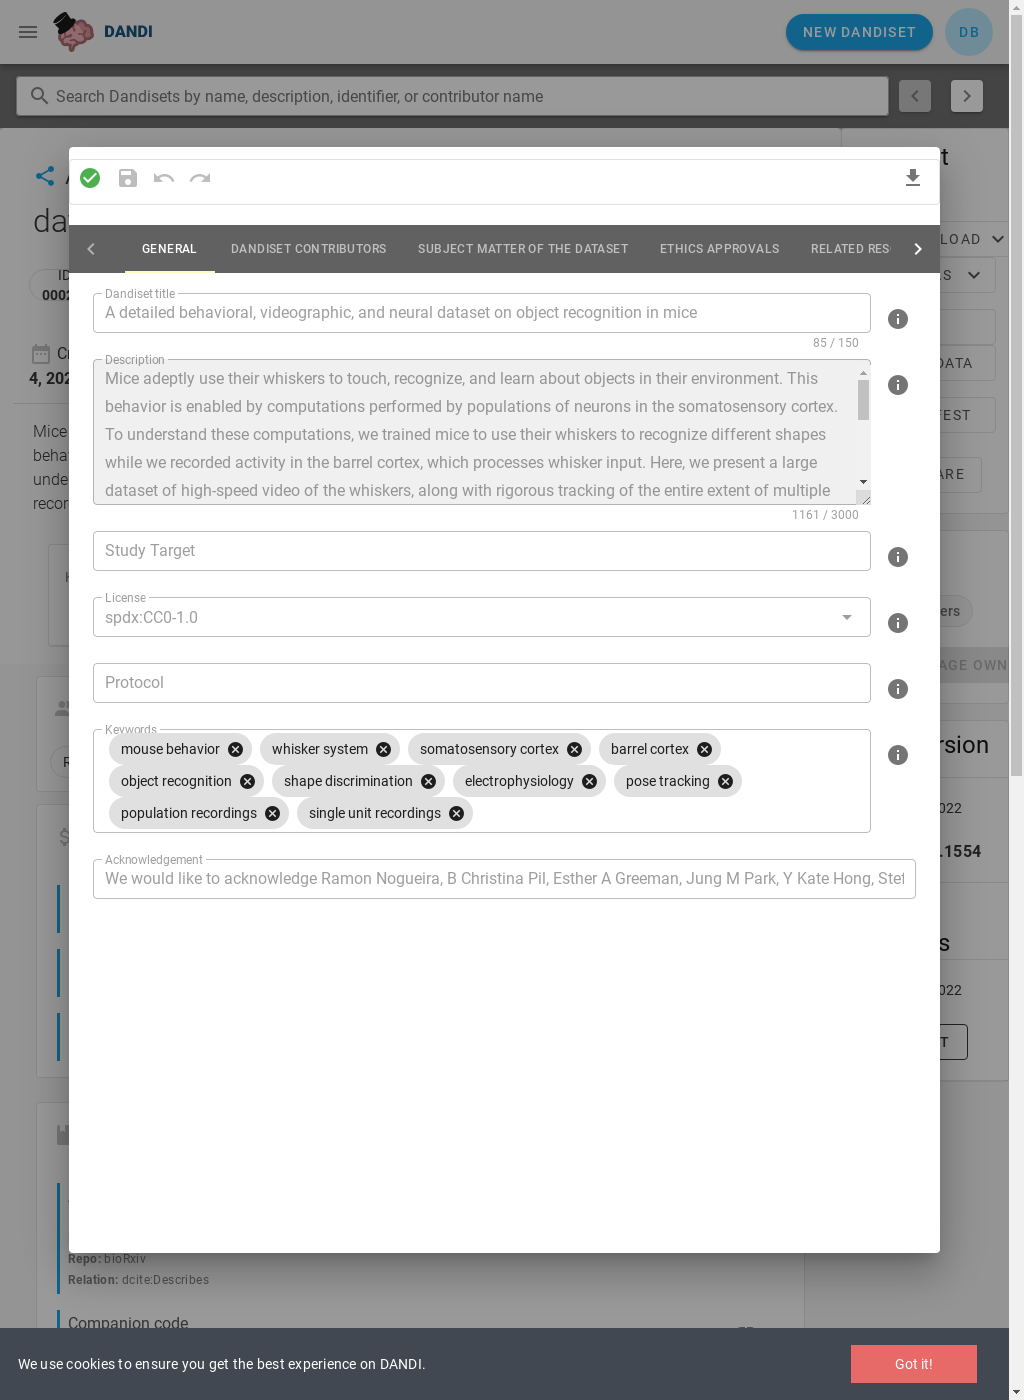 DANDI
NEW DANDISET
DB
Search Dandisets by name, description, identifier, or contributor name
GENERAL
DANDISET CONTRIBUTORS
SUBJECT MATTER OF THE DATASET
ETHICS APPROVALS
RELATED RES
Dandiset title
A detailed behavioral, videographic, and neural dataset on object recognition in mice
85 / 150
Description
Mice adeptly use their whiskers to touch, recognize, and learn about objects in their environment. This
behavior is enabled by computations performed by populations of neurons in the somatosensory cortex.
To understand these computations, we trained mice to use their whiskers to recognize different shapes
while we recorded activity in the barrel cortex, which processes whisker input. Here, we present a large
dataset of high-speed video of the whiskers, along with rigorous tracking of the entire extent of multiple
1161 / 3000
Study Target
License
spdx:CC0-1.0
Protocol
Keywords
mouse behavior
whisker system
somatosensory cortex
barrel cortex
object recognition
shape discrimination
electrophysiology
pose tracking
population recordings
single unit recordings
Acknowledgement
We would like to acknowledge Ramon Nogueira, B Christina Pil, Esther A Greeman, Jung M Park, Y Kate Hong, Stef
da
ID
0002
4, 202
Mice
beha
unde
recor
LOAD
ATA
EST
ARE
ers
AGE OWN
rsion
022
.1554
s
022
T
Repo: bioRxiv
Relation: dcite:Describes
Companion code
We use cookies to ensure you get the best experience on DANDI.
Got it!